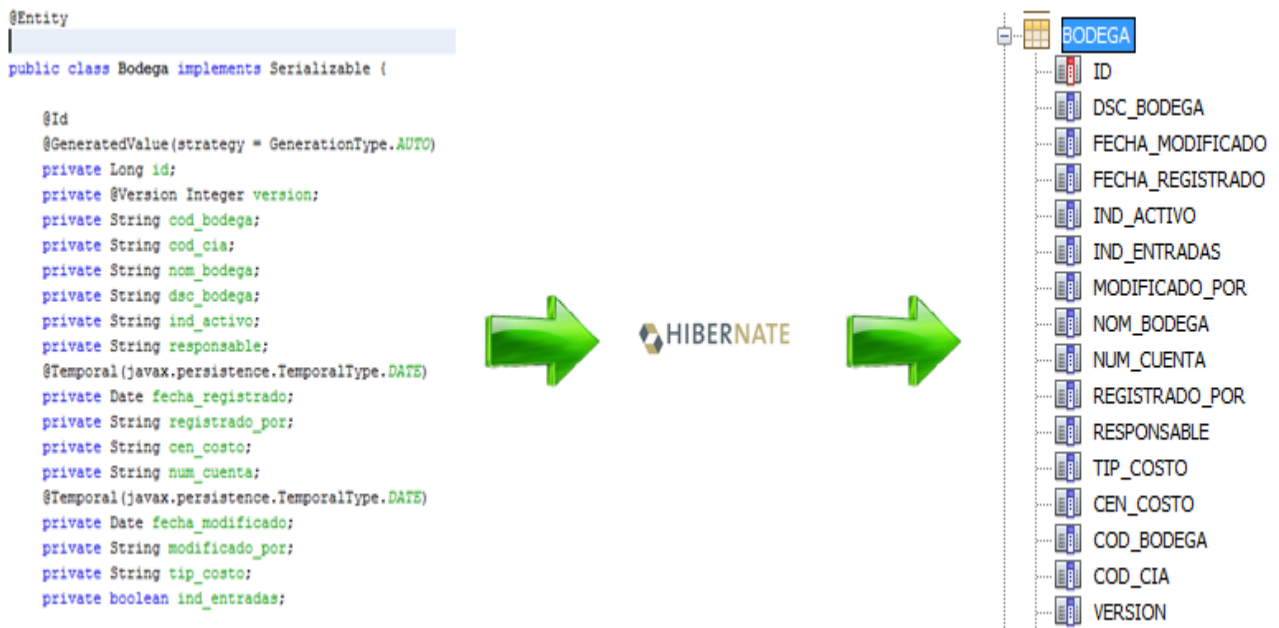 @Entity
public class Bodega implements Serializable {
@Id
@GeneratedValue(strategy = GenerationType.AUTO)
private Long id;
private @Version Integer version;
private String cod_bodega;
private String cod_cia;
private String nom_bodega;
private String dsc_bodega;
private String ind_activo;
private String responsable;
@Temporal(javax.persistence.TemporalType.DATE)
private Date fecha_registrado;
private String registrado_por;
private String cen_costo;
private String num_cuenta;
@Temporal(javax.persistence.TemporalType.DATE)
private Date fecha_modificado;
private String modificado_por;
private String tip_costo;
private boolean ind_entradas;
HIBERNATE
BODEGA
ID
DSC_BODEGA
FECHA_MODIFICADO
FECHA_REGISTRADO
IND_ACTIVO
IND_ENTRADAS
MODIFICADO_POR
NOM_BODEGA
NUM_CUENTA
REGISTRADO_POR
RESPONSABLE
TIP_COSTO
CEN_COSTO
COD_BODEGA
COD_CIA
VERSION